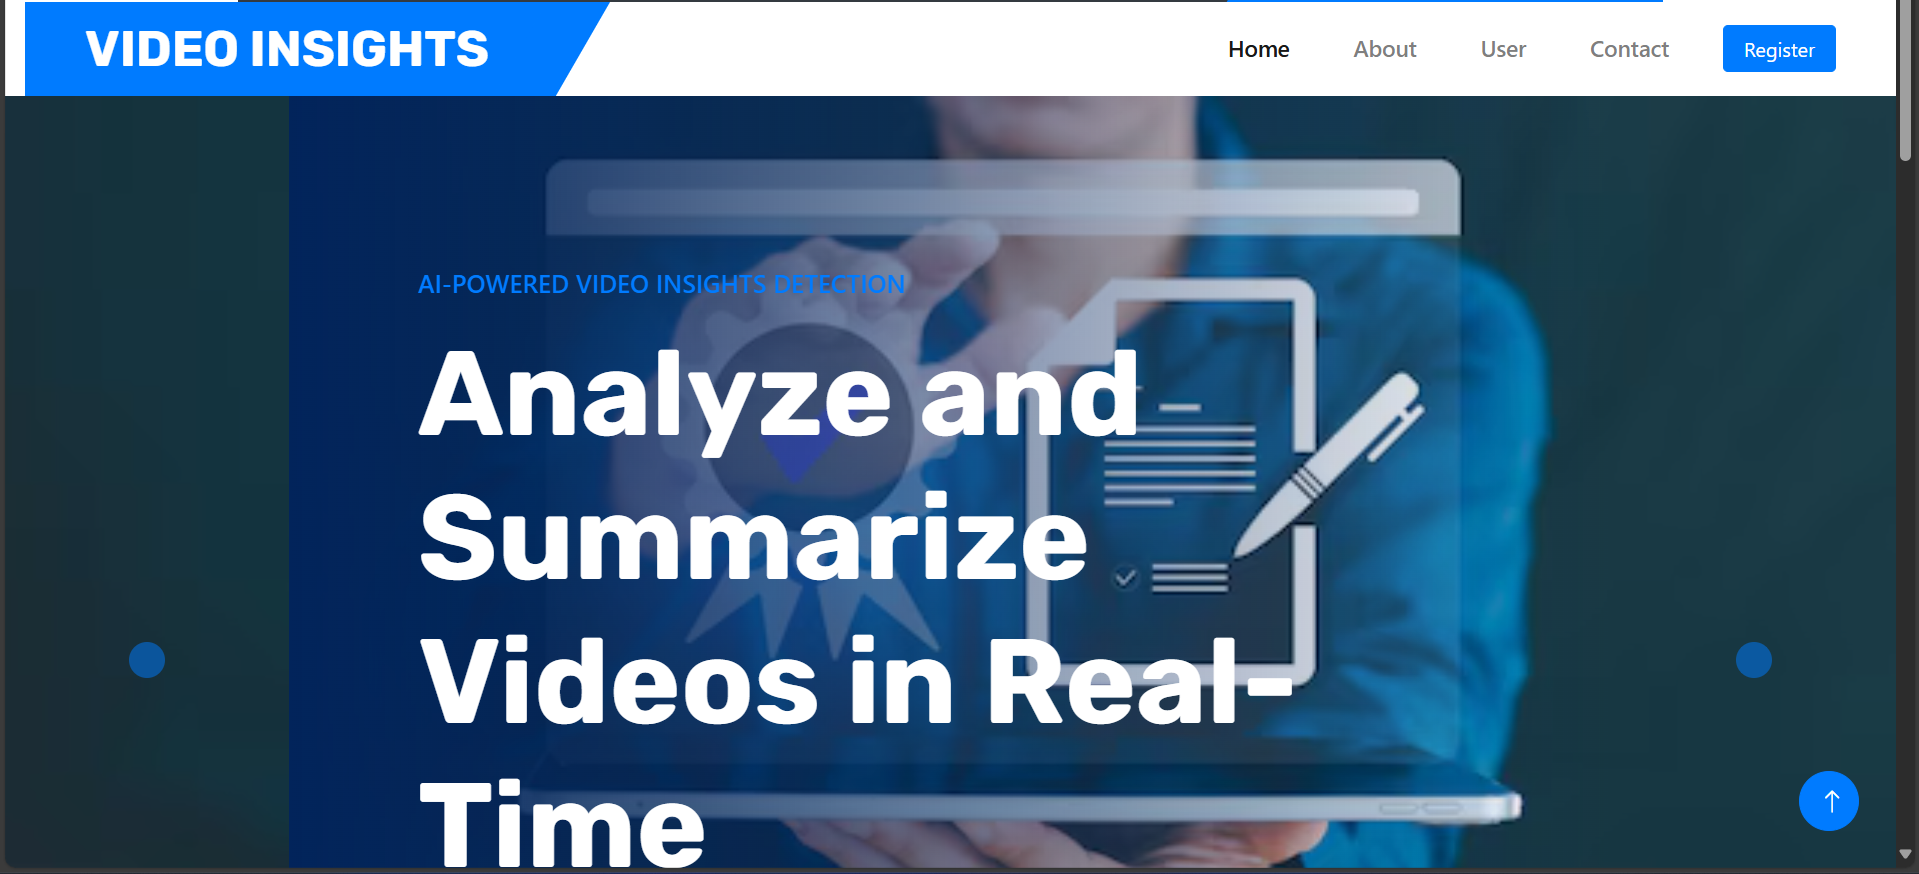 VIDEO INSIGHTS
Home About User Contact Register
AI-POWERED VIDEO INSIGHTS DETECTION
Analyze and
Summarize
Videos in Real-
Time